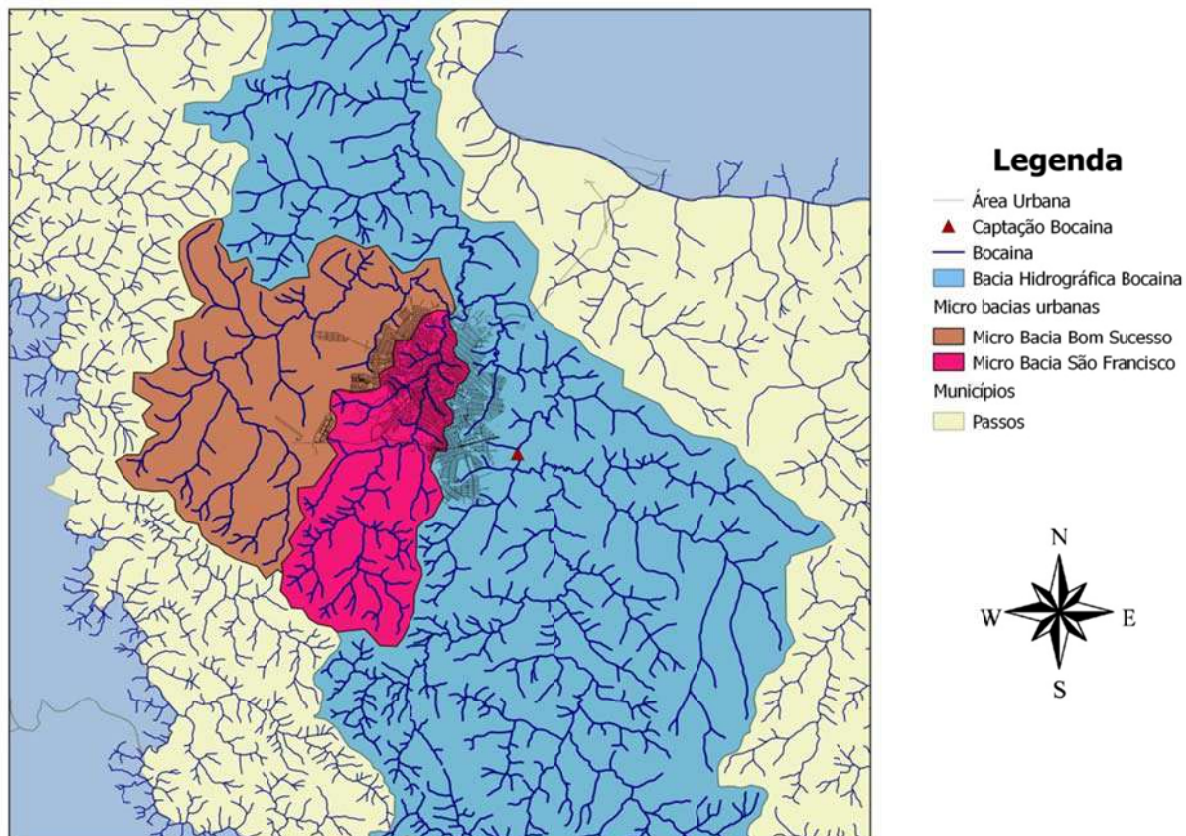 Legenda
Área Urbana
Captação Bocaina
Bocaina
Bacia Hidrográfica Bocaina
Micro bacias urbanas
Micro Bacia Bom Sucesso
Micro Bacia São Francisco
Municípios
Passos
N
W E
S